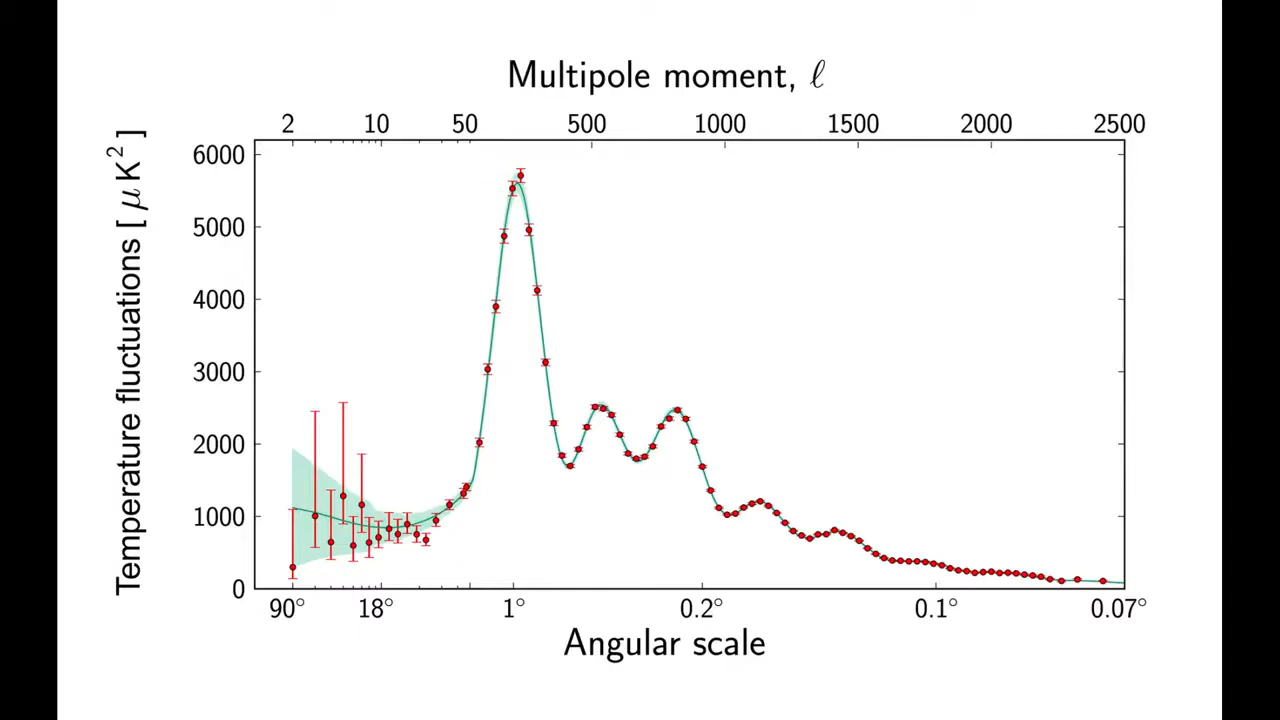 Multipole moment, ℓ
2 10 50 500 1000 1500 2000 2500
Temperature fluctuations [ μ K² ]
6000
5000
4000
3000
2000
1000
0
90° 18° 1° 0.2° 0.1° 0.07°
Angular scale